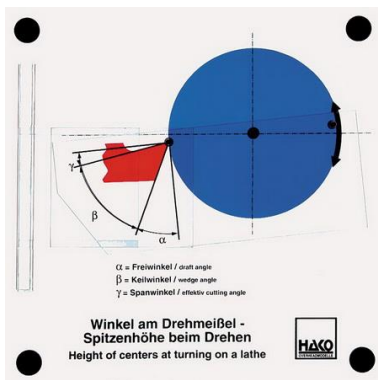 γ
β
α
α = Freiwinkel / draft angle
β = Keilwinkel / wedge angle
γ = Spanwinkel / effektiv cutting angle
Winkel am Drehmeißel -
Spitzenhöhe beim Drehen
Height of centers at turning on a lathe
HAKO
OVERHEADMODELLE